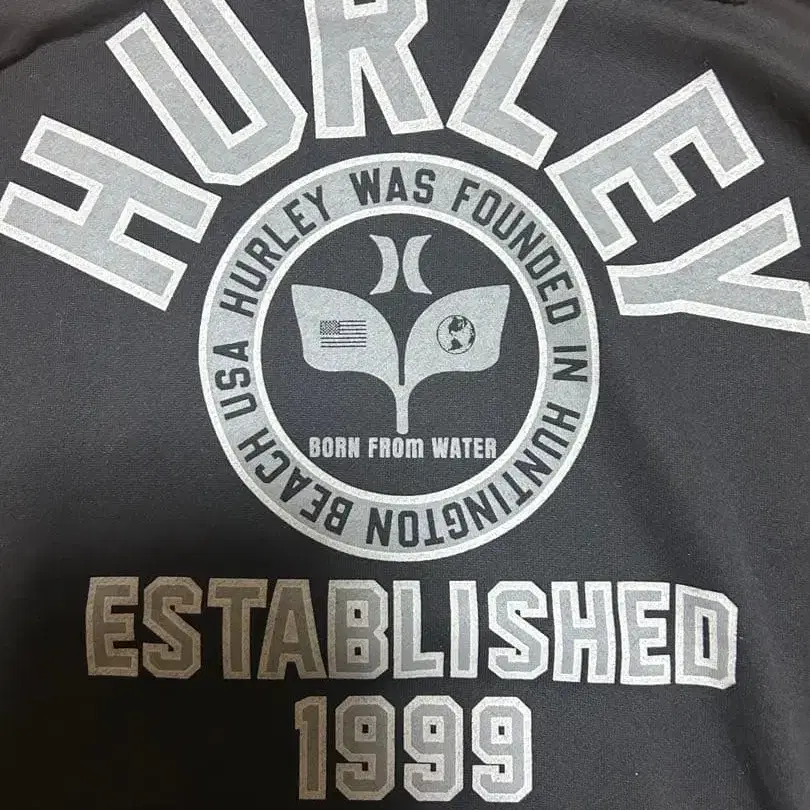 HURLEY
HURLEY WAS FOUNDED IN HUNTINGTON BEACH USA
BORN FROM WATER
ESTABLISHED
1999